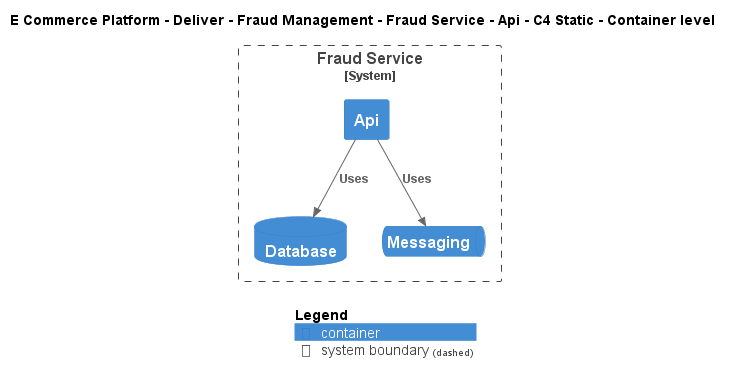 E Commerce Platform - Deliver - Fraud Management - Fraud Service - Api - C4 Static - Container level
Fraud Service
[System]
Api
Uses
Uses
Database
Messaging
Legend
container
system boundary (dashed)